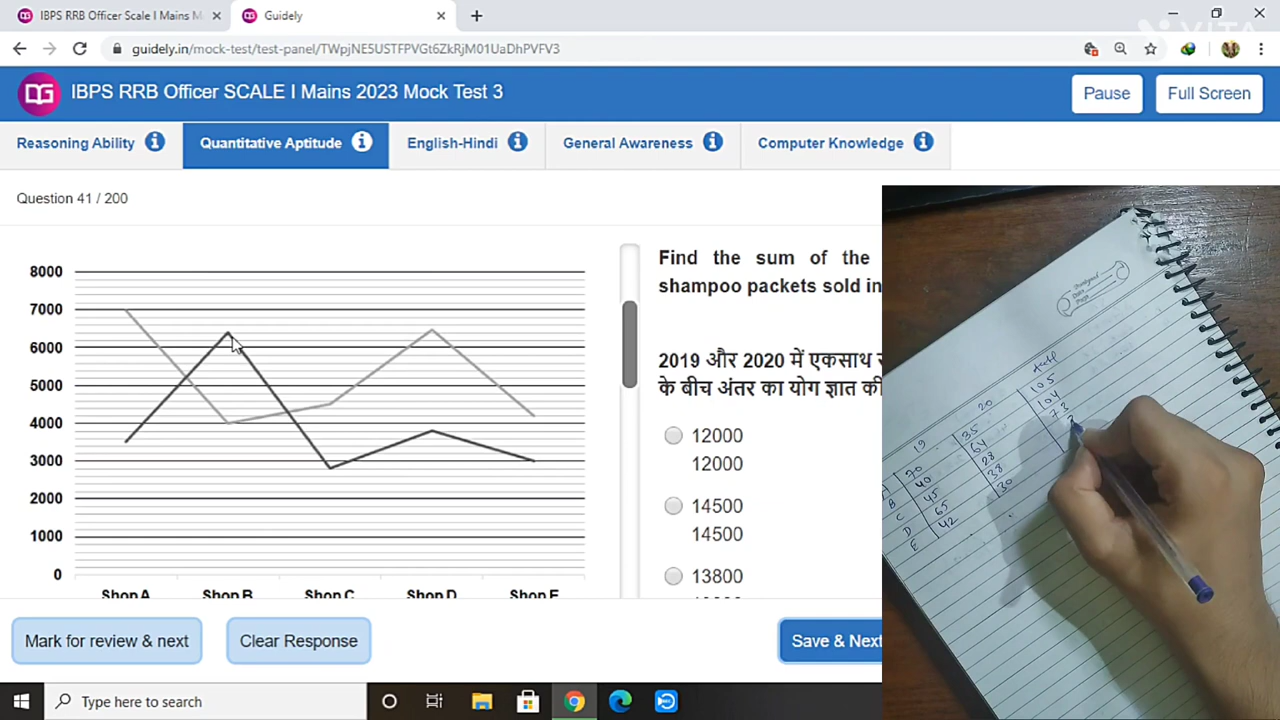 IBPS RRB Officer Scale I Mains M
Guidely
guidely.in/mock-test/test-panel/TWpjNE5USTFPVGt6ZkRjM01UaDhPVFV3
VITA
IBPS RRB Officer SCALE I Mains 2023 Mock Test 3
Pause
Full Screen
Reasoning Ability
Quantitative Aptitude
English-Hindi
General Awareness
Computer Knowledge
Question 41 / 200
8000
7000
6000
5000
4000
3000
2000
1000
0
Shop A Shop B Shop C Shop D Shop E
Find the sum of the
shampoo packets sold in
2019 और 2020 में एकसाथ
के बीच अंतर का योग ज्ञात की
12000
12000
14500
14500
13800
19 20
70 35 105
B 40 64 104
C 45 28 73
D 65 38
E 42 30
Mark for review & next
Clear Response
Save & Next
Type here to search